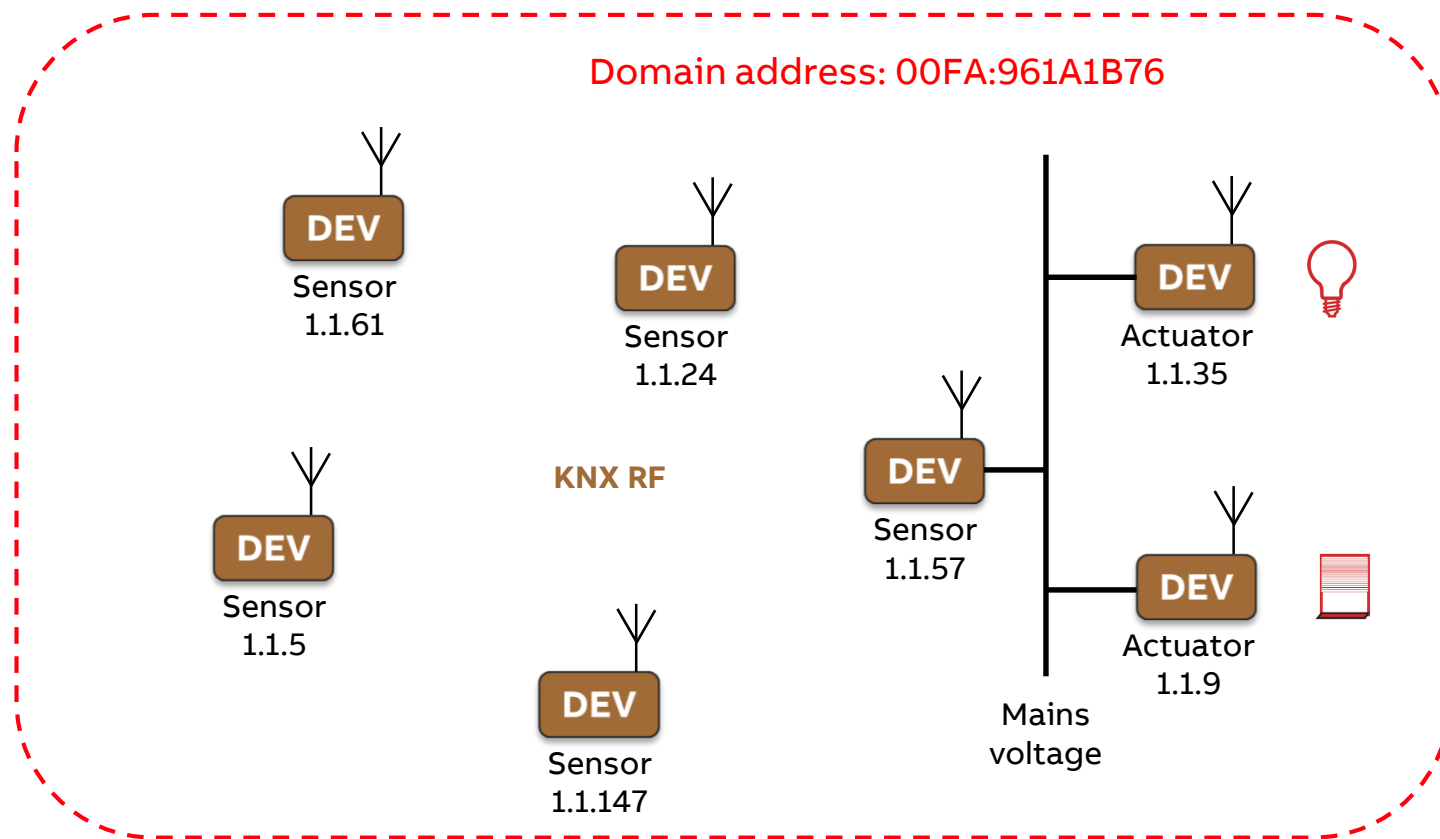 Domain address: 00FA:961A1B76
DEV
Sensor
1.1.61
DEV
Sensor
1.1.24
DEV
Actuator
1.1.35
DEV
Sensor
1.1.5
KNX RF
DEV
Sensor
1.1.57
DEV
Actuator
1.1.9
DEV
Sensor
1.1.147
Mains
voltage